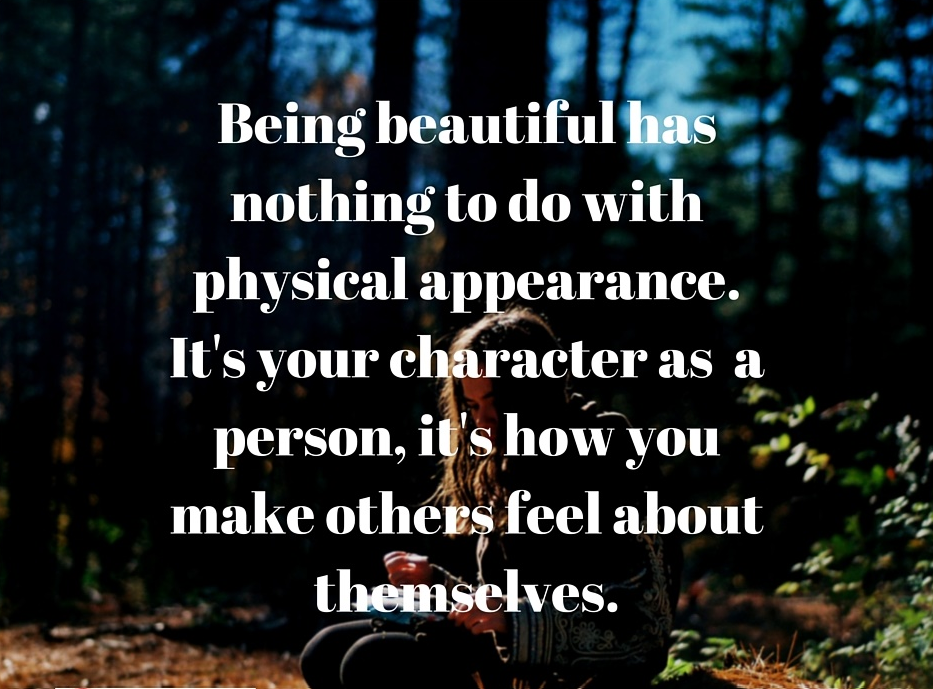 Being beautiful has
nothing to do with
physical appearance.
It's your character as  a
person, it's how you
make others feel about
themselves.